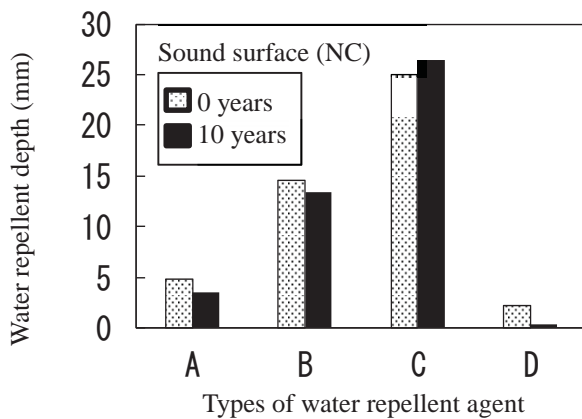 Water repellent depth (mm)
30
25
20
15
10
5
0
Sound surface (NC)
0 years
10 years
A B C D
Types of water repellent agent